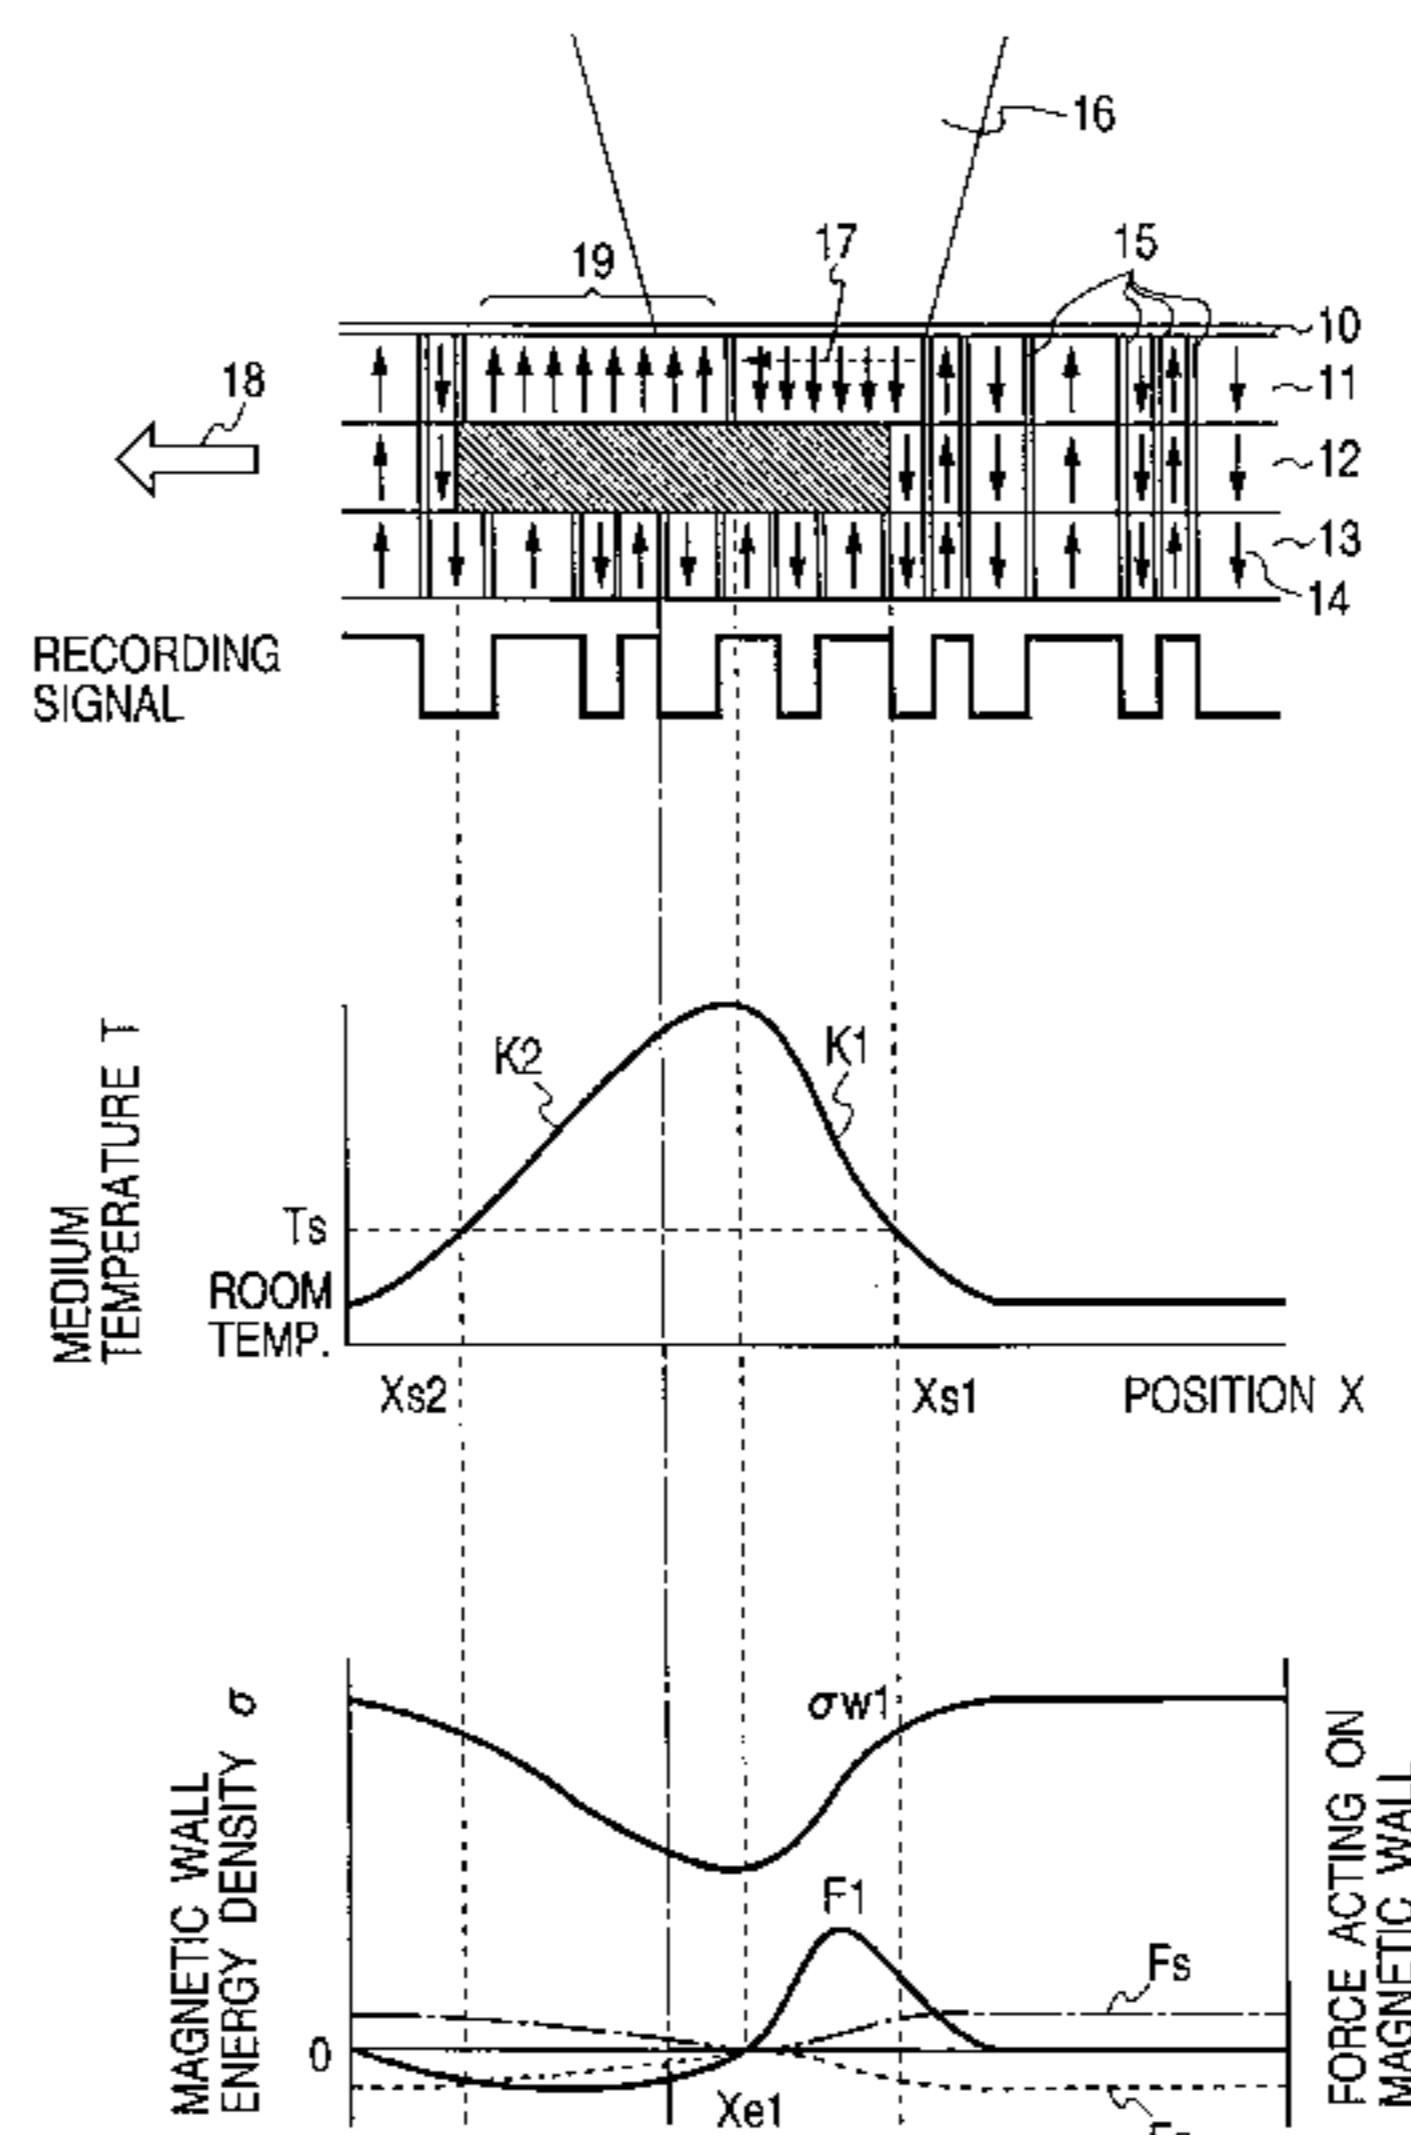 16
17
15
19
10
18
11
12
13
14
RECORDING
SIGNAL
K2
K1
MEDIUM
TEMPERATURE T
Ts
ROOM
TEMP.
Xs2
Xs1
POSITION X
MAGNETIC WALL
ENERGY DENSITY σ
σw1
F1
Fs
0
Xe1
FORCE ACTING ON
MAGNETIC WALL